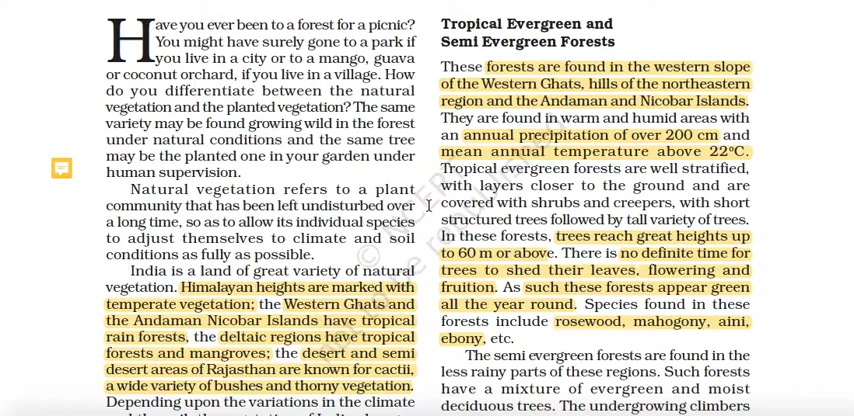 Have you ever been to a forest for a picnic?
You might have surely gone to a park if
you live in a city or to a mango, guava
or coconut orchard, if you live in a village. How
do you differentiate between the natural
vegetation and the planted vegetation? The same
variety may be found growing wild in the forest
under natural conditions and the same tree
may be the planted one in your garden under
human supervision.
Natural vegetation refers to a plant
community that has been left undisturbed over
a long time, so as to allow its individual species
to adjust themselves to climate and soil
conditions as fully as possible.
India is a land of great variety of natural
vegetation. Himalayan heights are marked with
temperate vegetation; the Western Ghats and
the Andaman Nicobar Islands have tropical
rain forests, the deltaic regions have tropical
forests and mangroves; the desert and semi
desert areas of Rajasthan are known for cactii,
a wide variety of bushes and thorny vegetation.
Depending upon the variations in the climate
Tropical Evergreen and
Semi Evergreen Forests
These forests are found in the western slope
of the Western Ghats, hills of the northeastern
region and the Andaman and Nicobar Islands.
They are found in warm and humid areas with
an annual precipitation of over 200 cm and
mean annual temperature above 22°C.
Tropical evergreen forests are well stratified,
with layers closer to the ground and are
covered with shrubs and creepers, with short
structured trees followed by tall variety of trees.
In these forests, trees reach great heights up
to 60 m or above. There is no definite time for
trees to shed their leaves, flowering and
fruition. As such these forests appear green
all the year round. Species found in these
forests include rosewood, mahogony, aini,
ebony, etc.
The semi evergreen forests are found in the
less rainy parts of these regions. Such forests
have a mixture of evergreen and moist
deciduous trees. The undergrowing climbers
© NCERT